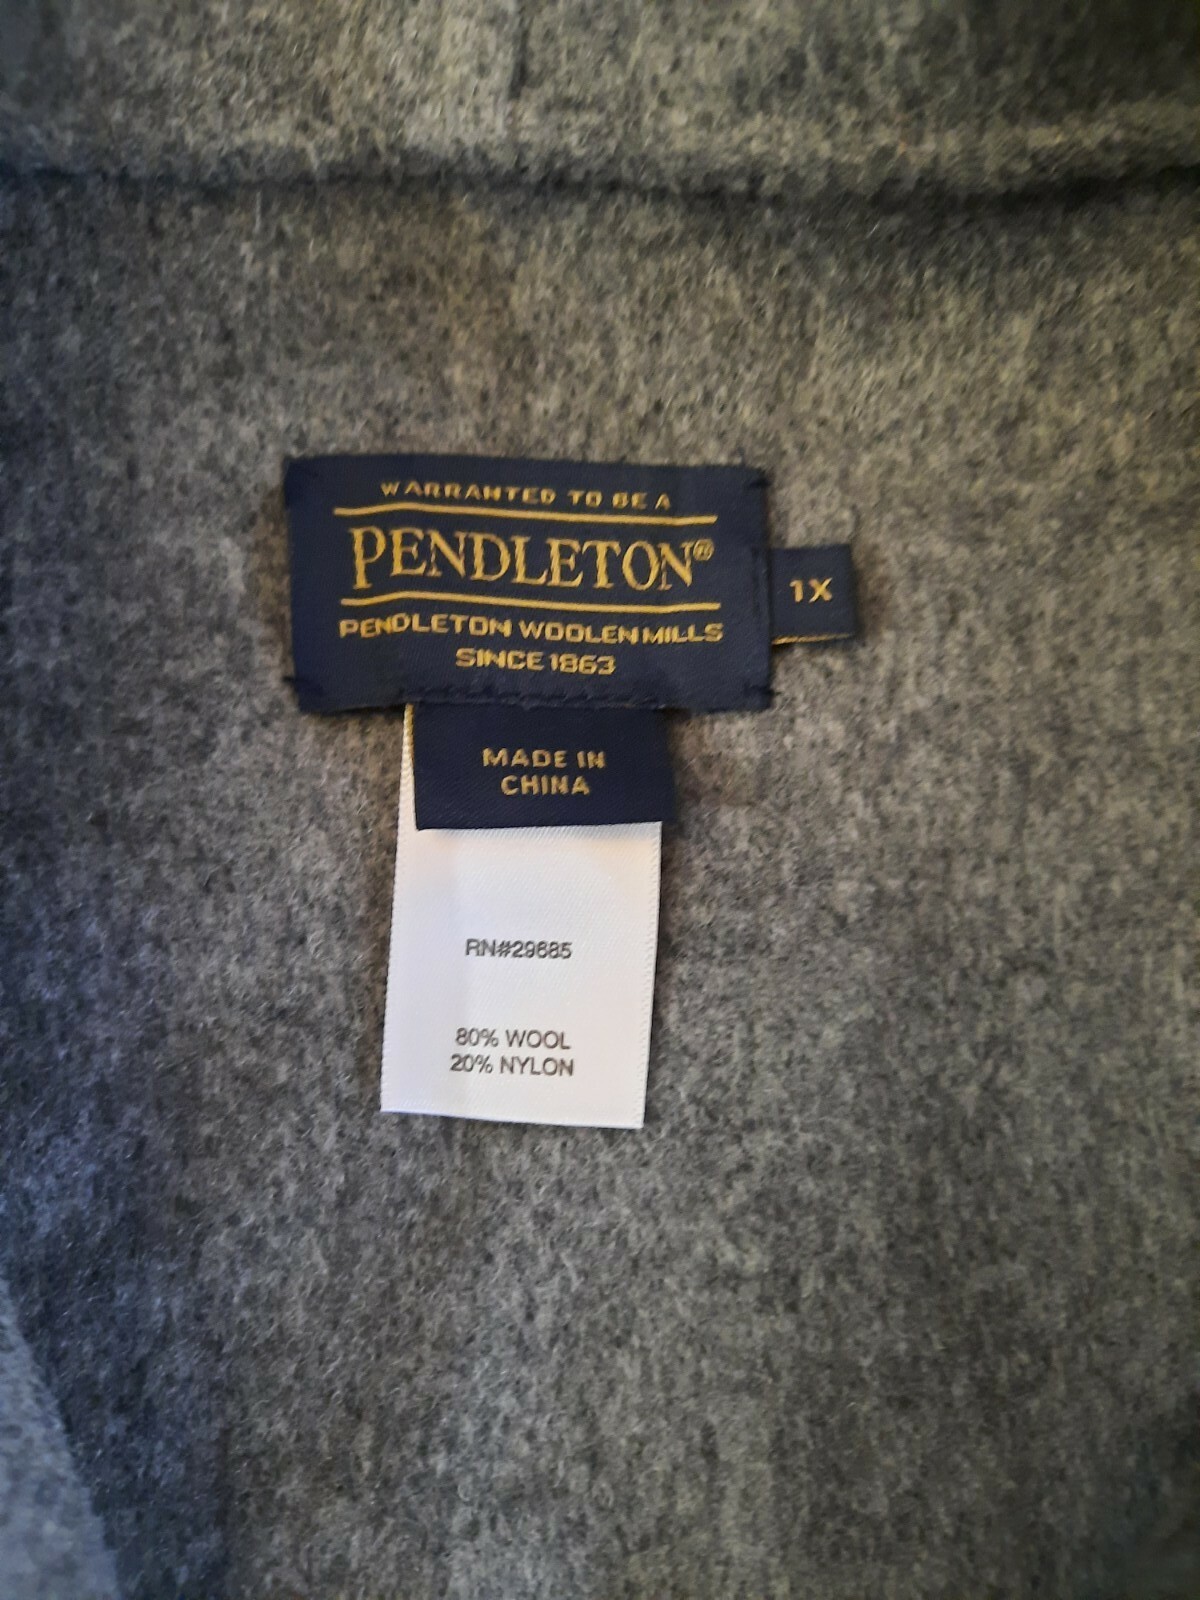 WARRANTED TO BE A
PENDLETON®
1X
PENDLETON WOOLEN MILLS
SINCE 1863
MADE IN
CHINA
RN#29685
80% WOOL
20% NYLON